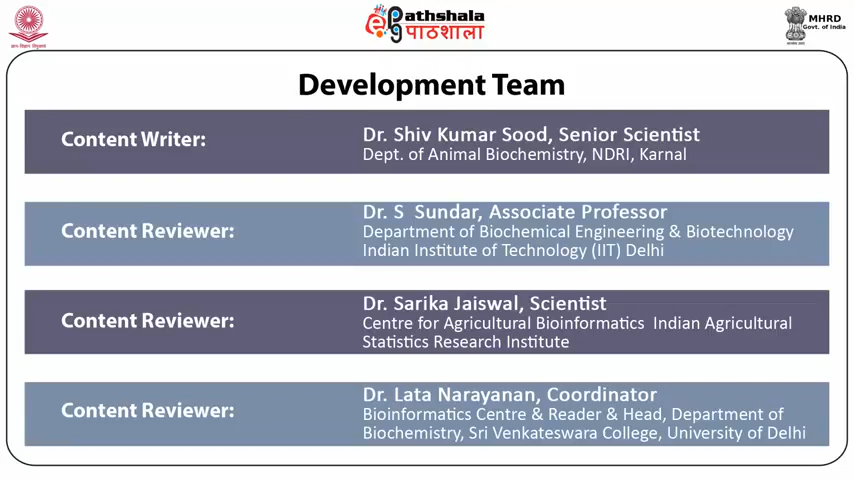 ज्ञान-विज्ञान विमुक्तये
ePathshala
पाठशाला
MHRD
Govt. of India
Development Team
Content Writer:
Dr. Shiv Kumar Sood, Senior Scientist
Dept. of Animal Biochemistry, NDRI, Karnal
Content Reviewer:
Dr. S Sundar, Associate Professor
Department of Biochemical Engineering & Biotechnology
Indian Institute of Technology (IIT) Delhi
Content Reviewer:
Dr. Sarika Jaiswal, Scientist
Centre for Agricultural Bioinformatics Indian Agricultural
Statistics Research Institute
Content Reviewer:
Dr. Lata Narayanan, Coordinator
Bioinformatics Centre & Reader & Head, Department of
Biochemistry, Sri Venkateswara College, University of Delhi